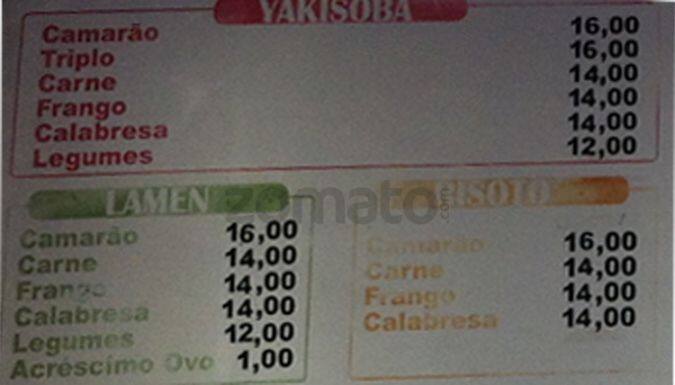 YAKISOBA
Camarão 16,00
Triplo 16,00
Carne 14,00
Frango 14,00
Calabresa 14,00
Legumes 12,00
LAMEN
Camarão 16,00
Carne 14,00
Frango 14,00
Calabresa 14,00
Legumes 12,00
Acréscimo Ovo 1,00
zomato.com
RISOTO
Camarão 16,00
Carne 14,00
Frango 14,00
Calabresa 14,00